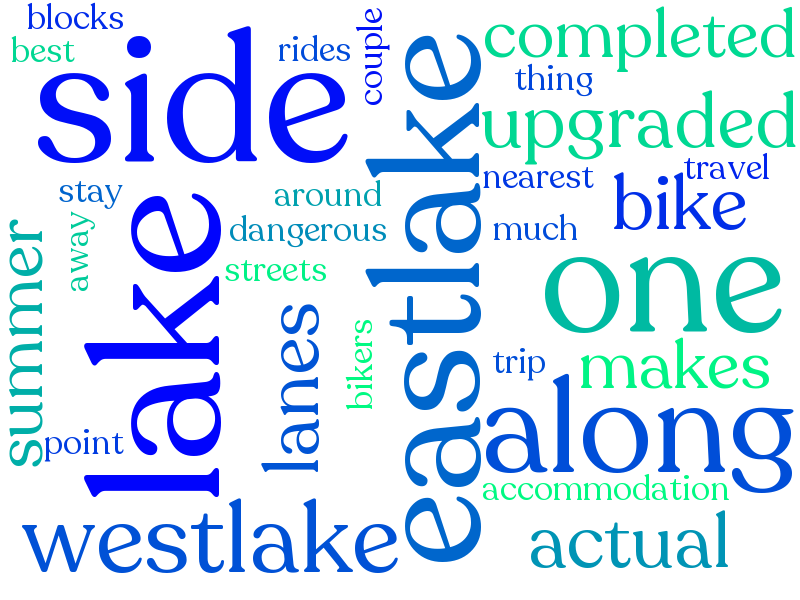 blocks
best
side
rides
couple
completed
thing
upgraded
travel
nearest
bike
stay
around
dangerous
much
away
streets
lake
eastlake
one
summer
lanes
bikers
trip
makes
along
point
accommodation
westlake
actual